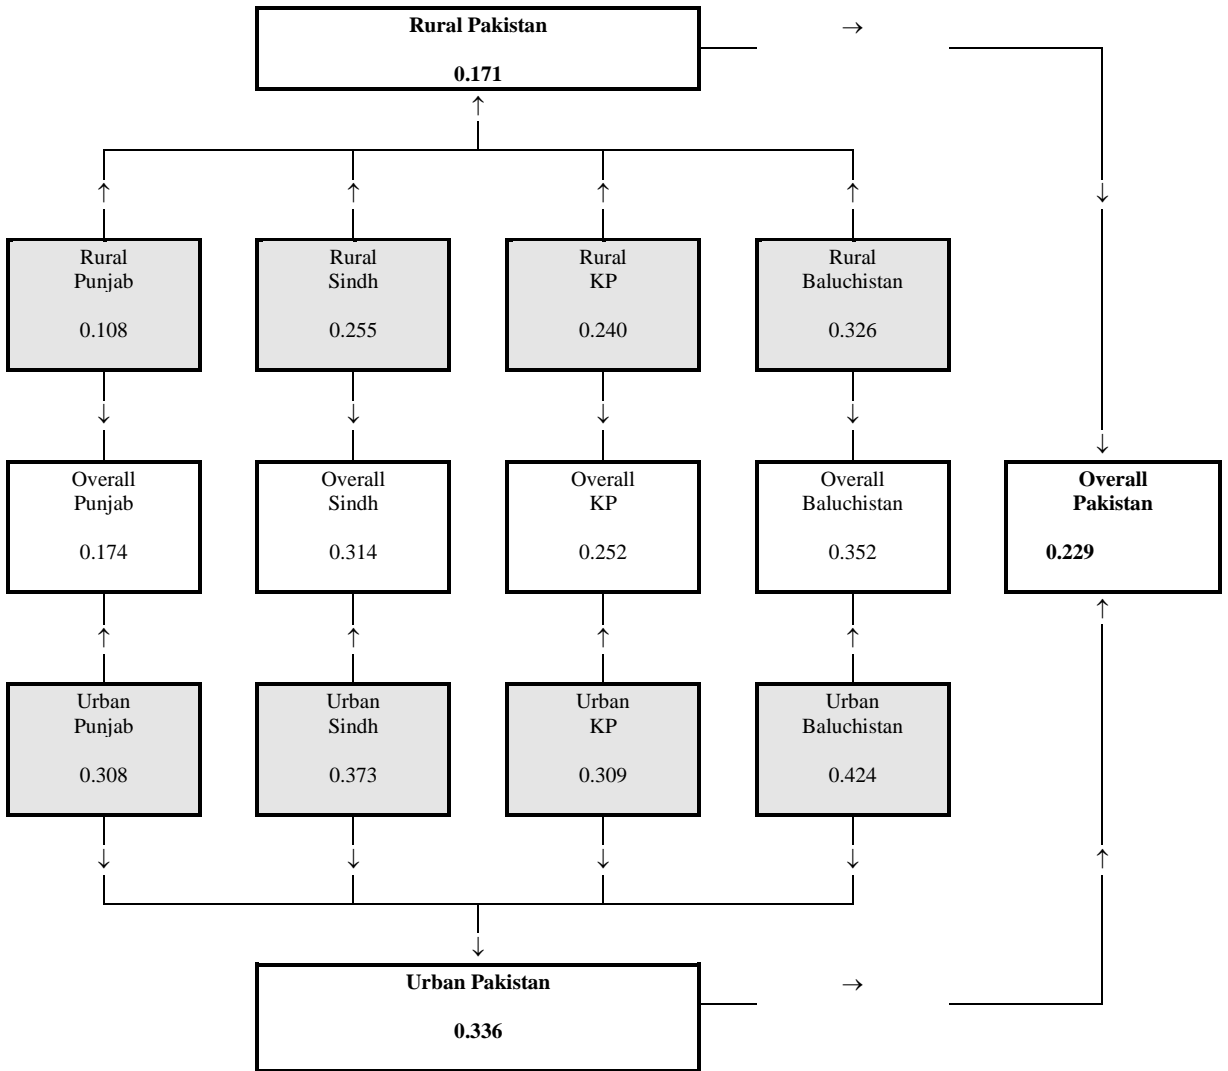 Rural Pakistan
0.171
→
↑
↑ ↑ ↑ ↑ ↓
Rural Rural Rural Rural
Punjab Sindh KP Baluchistan
0.108 0.255 0.240 0.326
↓ ↓ ↓ ↓ ↓
Overall Overall Overall Overall Overall
Punjab Sindh KP Baluchistan Pakistan
0.174 0.314 0.252 0.352 0.229
↑ ↑ ↑ ↑ ↑
Urban Urban Urban Urban
Punjab Sindh KP Baluchistan
0.308 0.373 0.309 0.424
↓ ↓ ↓ ↓ ↑
↓
Urban Pakistan
→
0.336